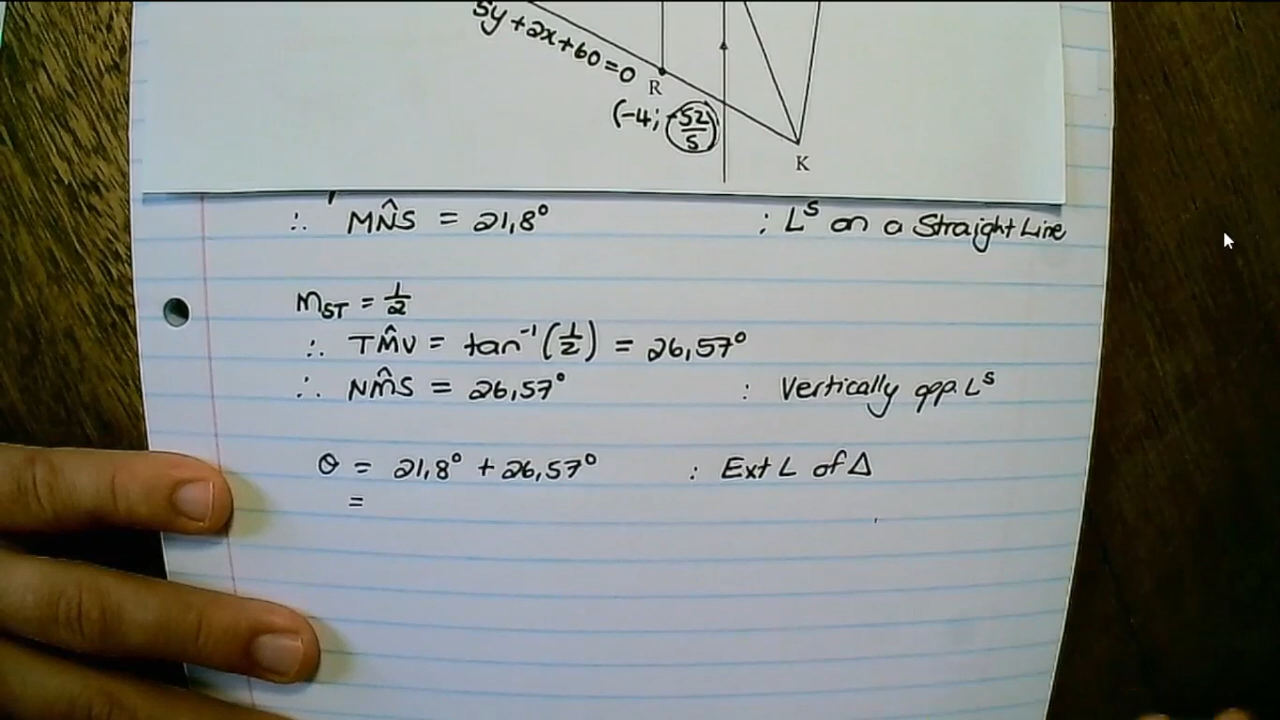 5y+2x+60=0
R
(-4; -52/5)
K
∴ MN̂S = 21,8° : L^s on a Straight Line
m_ST = 1/2
∴ TM̂V = tan⁻¹(1/2) = 26,57°
∴ NM̂S = 26,57° : Vertically opp. L^s
θ = 21,8° + 26,57° : Ext L of Δ
=